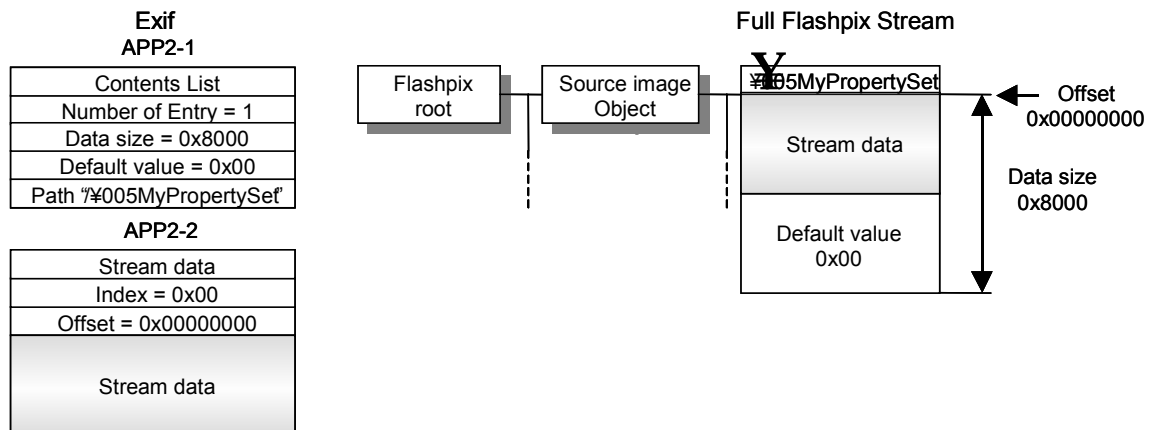 Exif
APP2-1
Contents List
Number of Entry = 1
Data size = 0x8000
Default value = 0x00
Path "/¥005MyPropertySet"
APP2-2
Stream data
Index = 0x00
Offset = 0x00000000
Stream data
Flashpix
root
Source image
Object
Full Flashpix Stream
¥005MyPropertySet
Stream data
Default value
0x00
Offset
0x00000000
Data size
0x8000